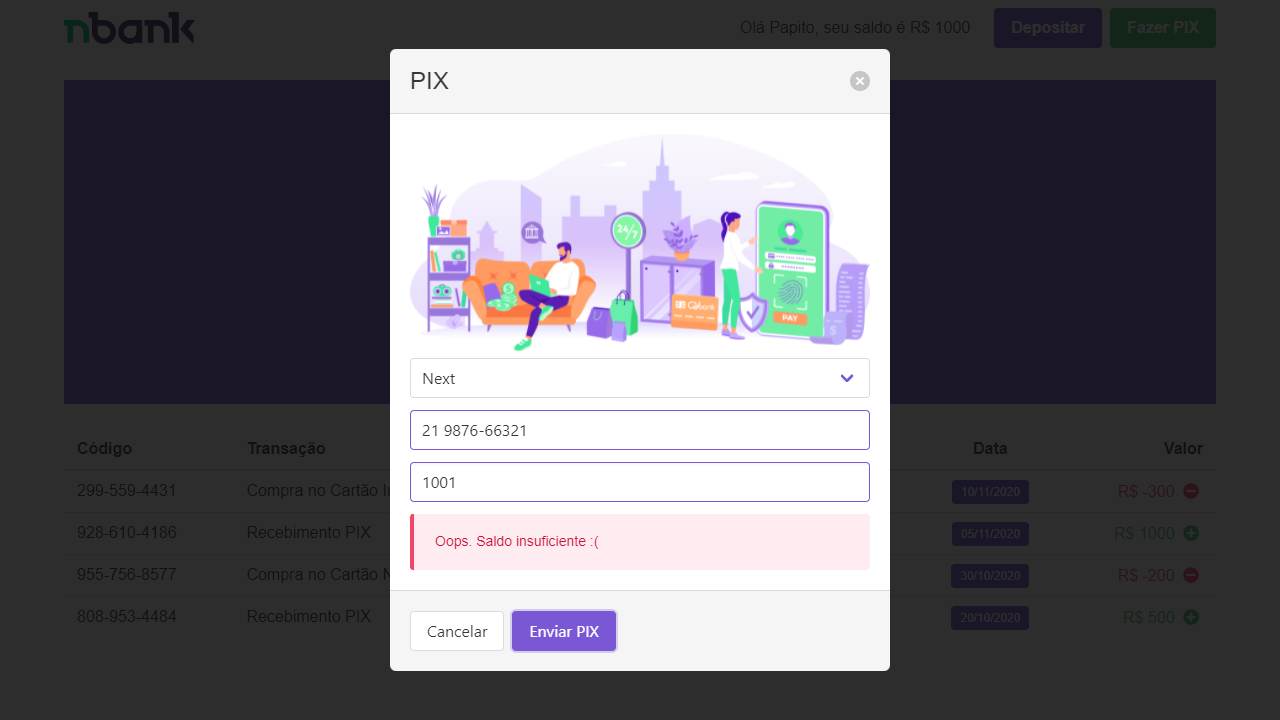 nbank
Olá Papito, seu saldo é R$ 1000
Depositar
Fazer PIX
PIX
24/7
PAY
Next
21 9876-66321
1001
Oops. Saldo insuficiente :(
Cancelar
Enviar PIX
Código Transação Data Valor
299-559-4431 Compra no Cartão 10/11/2020 R$ -300
928-610-4186 Recebimento PIX 05/11/2020 R$ 1000
955-756-8577 Compra no Cartão 30/10/2020 R$ -200
808-953-4484 Recebimento PIX 20/10/2020 R$ 500